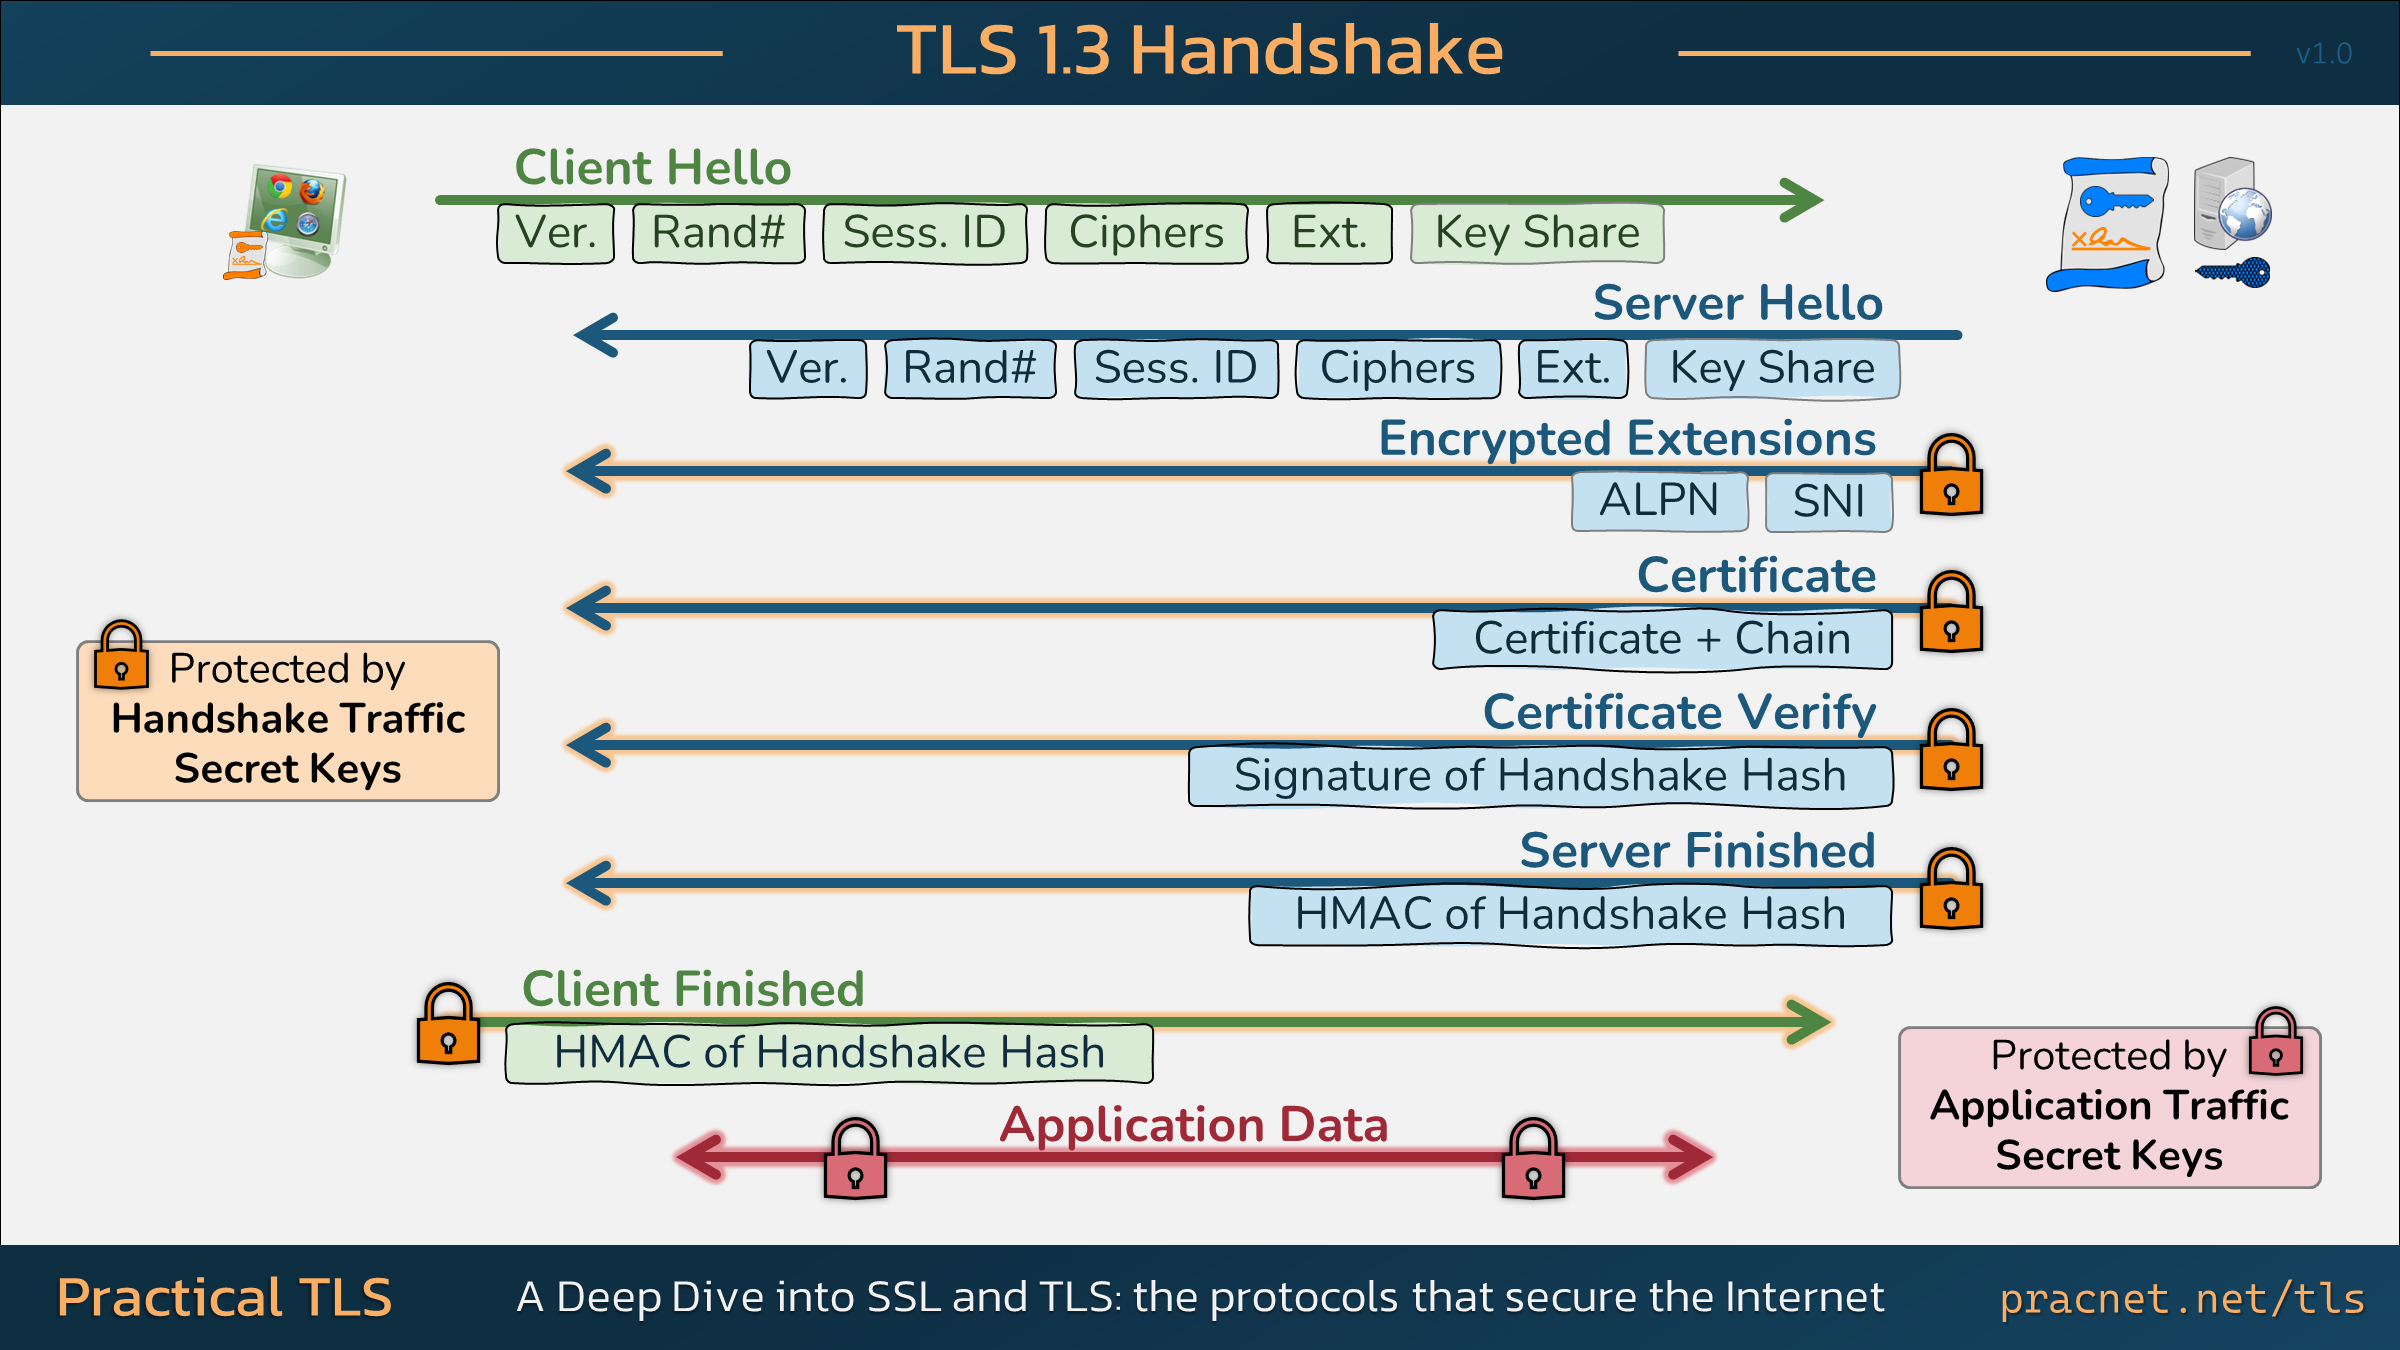 TLS 1.3 Handshake
v1.0
Client Hello
Ver. Rand# Sess. ID Ciphers Ext. Key Share
Server Hello
Ver. Rand# Sess. ID Ciphers Ext. Key Share
Encrypted Extensions
ALPN SNI
Certificate
Certificate + Chain
Protected by
Handshake Traffic
Secret Keys
Certificate Verify
Signature of Handshake Hash
Server Finished
HMAC of Handshake Hash
Client Finished
HMAC of Handshake Hash
Protected by
Application Traffic
Secret Keys
Application Data
Practical TLS
A Deep Dive into SSL and TLS: the protocols that secure the Internet
pracnet.net/tls